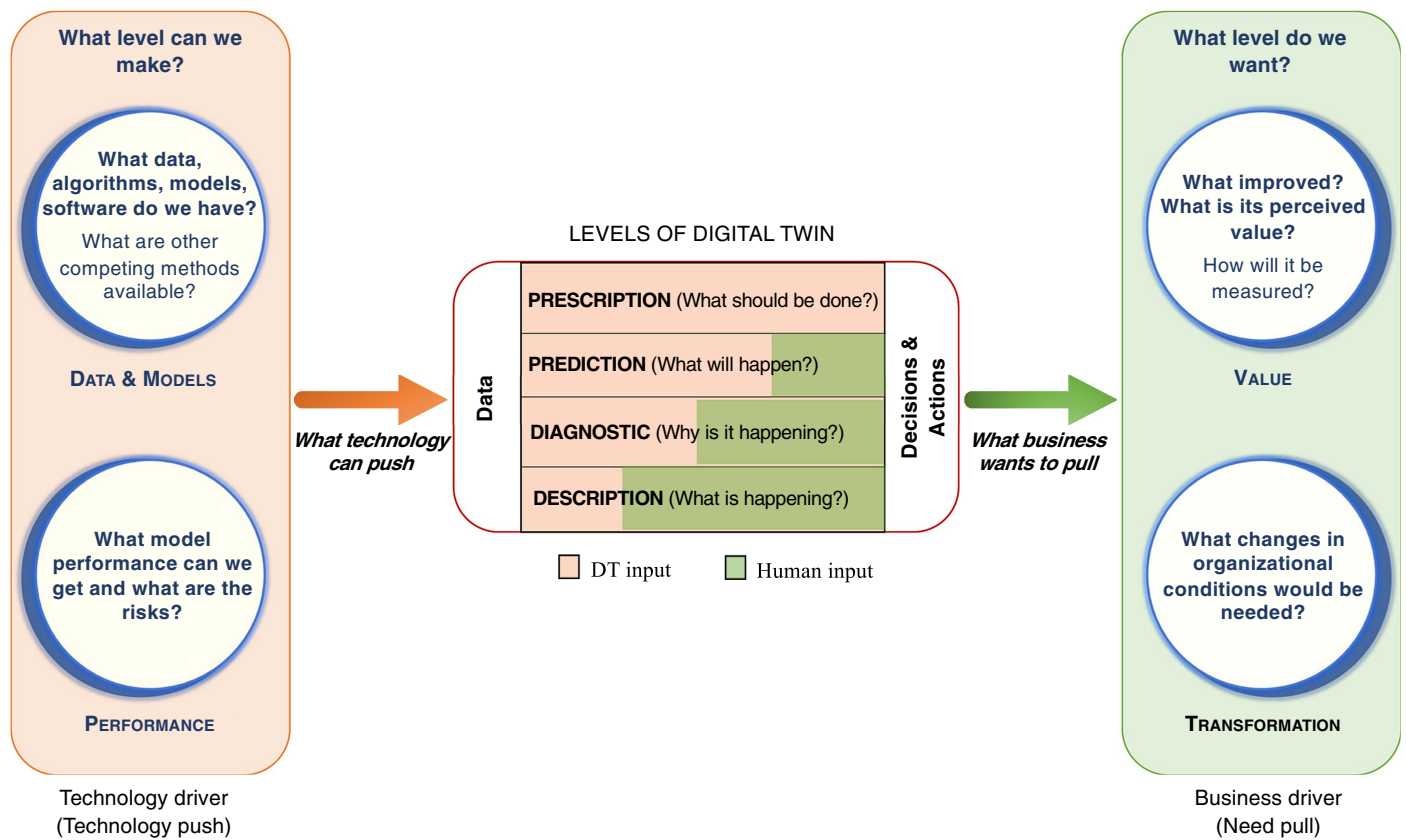 What level can we
make?
What data,
algorithms, models,
software do we have?
What are other
competing methods
available?
DATA & MODELS
What model
performance can we
get and what are the
risks?
PERFORMANCE
Technology driver
(Technology push)
What technology
can push
LEVELS OF DIGITAL TWIN
Data
PRESCRIPTION (What should be done?)
PREDICTION (What will happen?)
DIAGNOSTIC (Why is it happening?)
DESCRIPTION (What is happening?)
Decisions &
Actions
DT input
Human input
What business
wants to pull
What level do we
want?
What improved?
What is its perceived
value?
How will it be
measured?
VALUE
What changes in
organizational
conditions would be
needed?
TRANSFORMATION
Business driver
(Need pull)